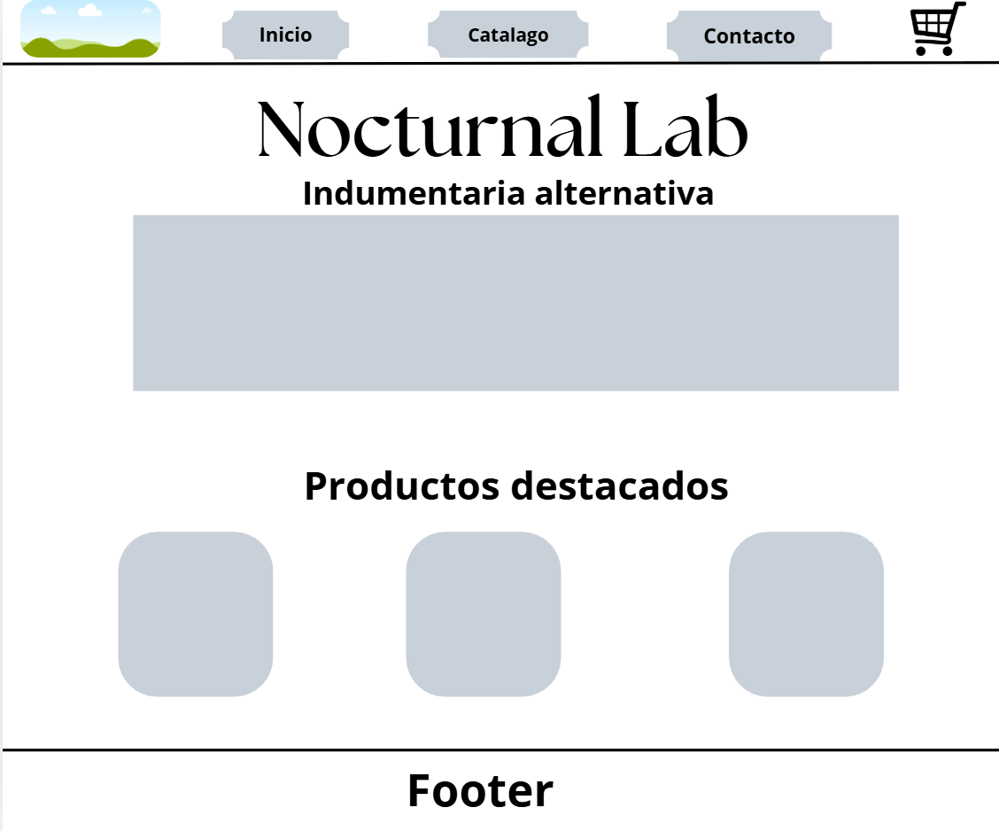 Inicio
Catalago
Contacto
Nocturnal Lab
Indumentaria alternativa
Productos destacados
Footer